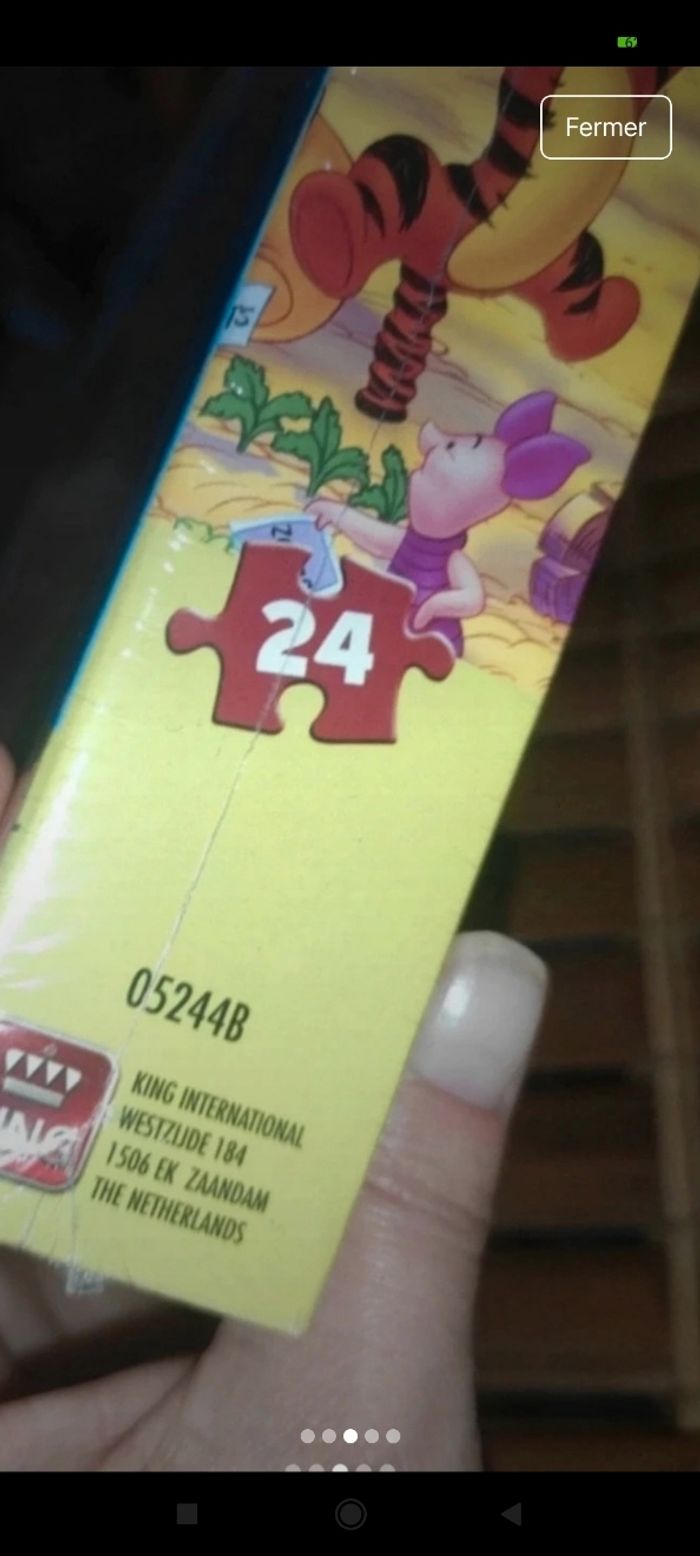 Fermer
24
05244B
KING INTERNATIONAL
WESTZIJDE 184
1506 EK ZAANDAM
THE NETHERLANDS